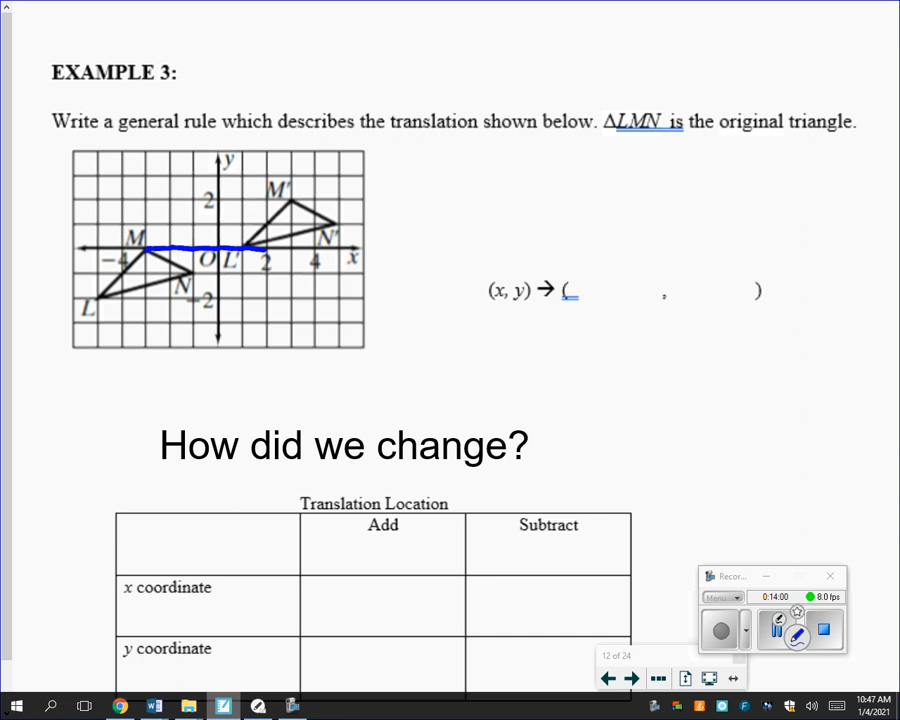 EXAMPLE 3:
Write a general rule which describes the translation shown below. ΔLMN is the original triangle.
y
M'
2
M
N'
-4
O
L'
2
4
x
N
-2
L
(x, y) → ( , )
How did we change?
Translation Location
Add Subtract
x coordinate
y coordinate
Recor...
Menu
0:14:00
8.0 fps
12 of 24
10:47 AM
1/4/2021